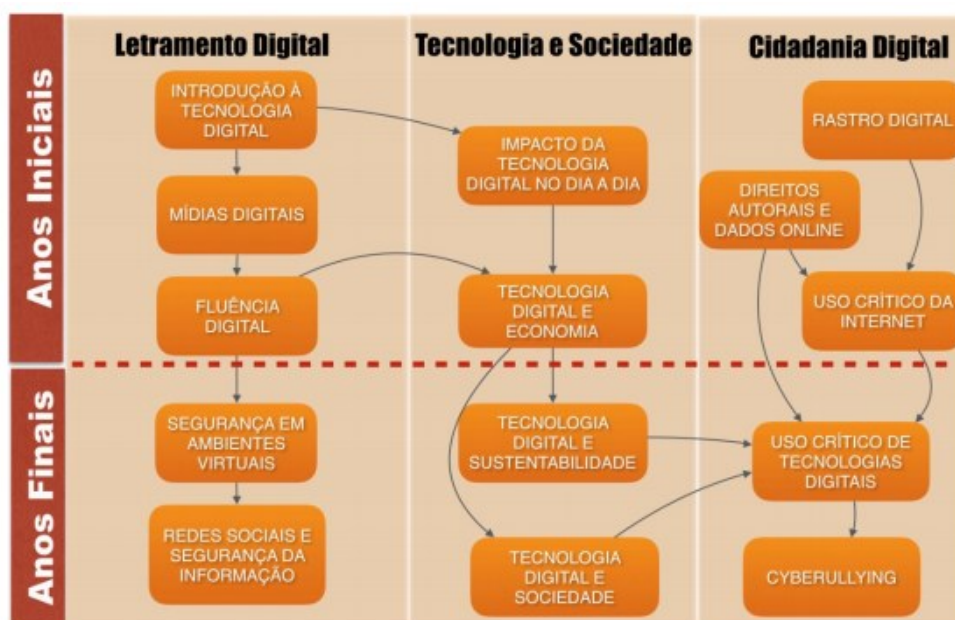 Letramento Digital
Tecnologia e Sociedade
Cidadania Digital
Anos Iniciais
INTRODUÇÃO À
TECNOLOGIA
DIGITAL
MÍDIAS DIGITAIS
FLUÊNCIA
DIGITAL
IMPACTO DA
TECNOLOGIA
DIGITAL NO DIA A DIA
TECNOLOGIA
DIGITAL E
ECONOMIA
RASTRO DIGITAL
DIREITOS
AUTORAIS E
DADOS ONLINE
USO CRÍTICO DA
INTERNET
Anos Finais
SEGURANÇA EM
AMBIENTES
VIRTUAIS
REDES SOCIAIS E
SEGURANÇA DA
INFORMAÇÃO
TECNOLOGIA
DIGITAL E
SUSTENTABILIDADE
TECNOLOGIA
DIGITAL E
SOCIEDADE
USO CRÍTICO DE
TECNOLOGIAS
DIGITAIS
CYBERULLYING